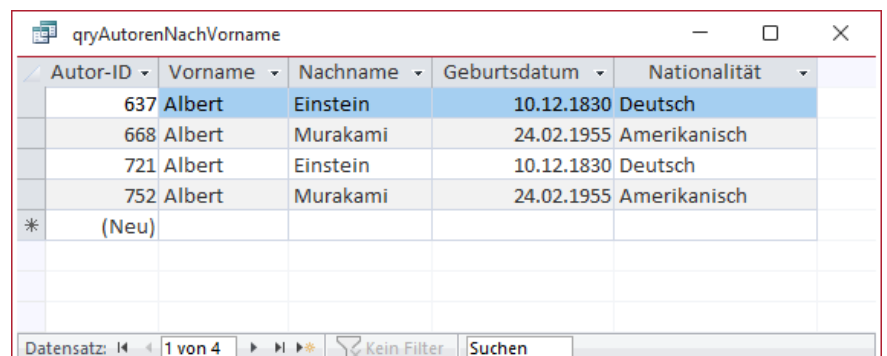 qryAutorenNachVorname
Autor-ID Vorname Nachname Geburtsdatum Nationalität
637 Albert Einstein 10.12.1830 Deutsch
668 Albert Murakami 24.02.1955 Amerikanisch
721 Albert Einstein 10.12.1830 Deutsch
752 Albert Murakami 24.02.1955 Amerikanisch
(Neu)
Datensatz: 1 von 4 Kein Filter Suchen